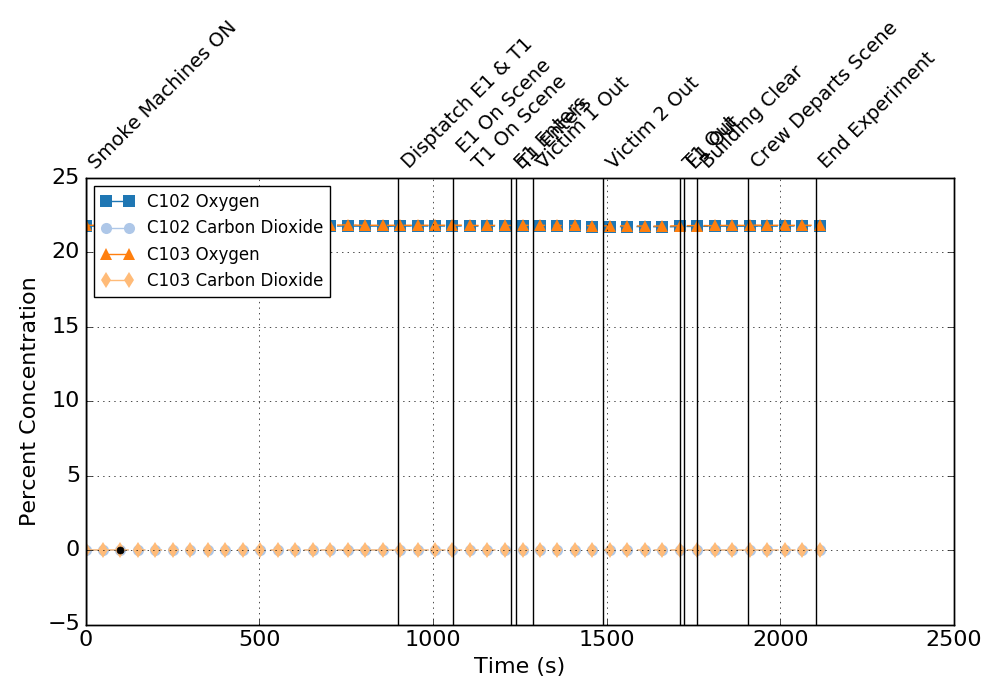 Smoke Machines ON
Disptatch E1 & T1
E1 On Scene
T1 On Scene
E1 Enters
T1 Enters
Victim 1 Out
Victim 2 Out
T1 Out
E1 Out
Building Clear
Crew Departs Scene
End Experiment
25
20
15
10
5
0
−5
Percent Concentration
C102 Oxygen
C102 Carbon Dioxide
C103 Oxygen
C103 Carbon Dioxide
0
500
1000
1500
2000
2500
Time (s)